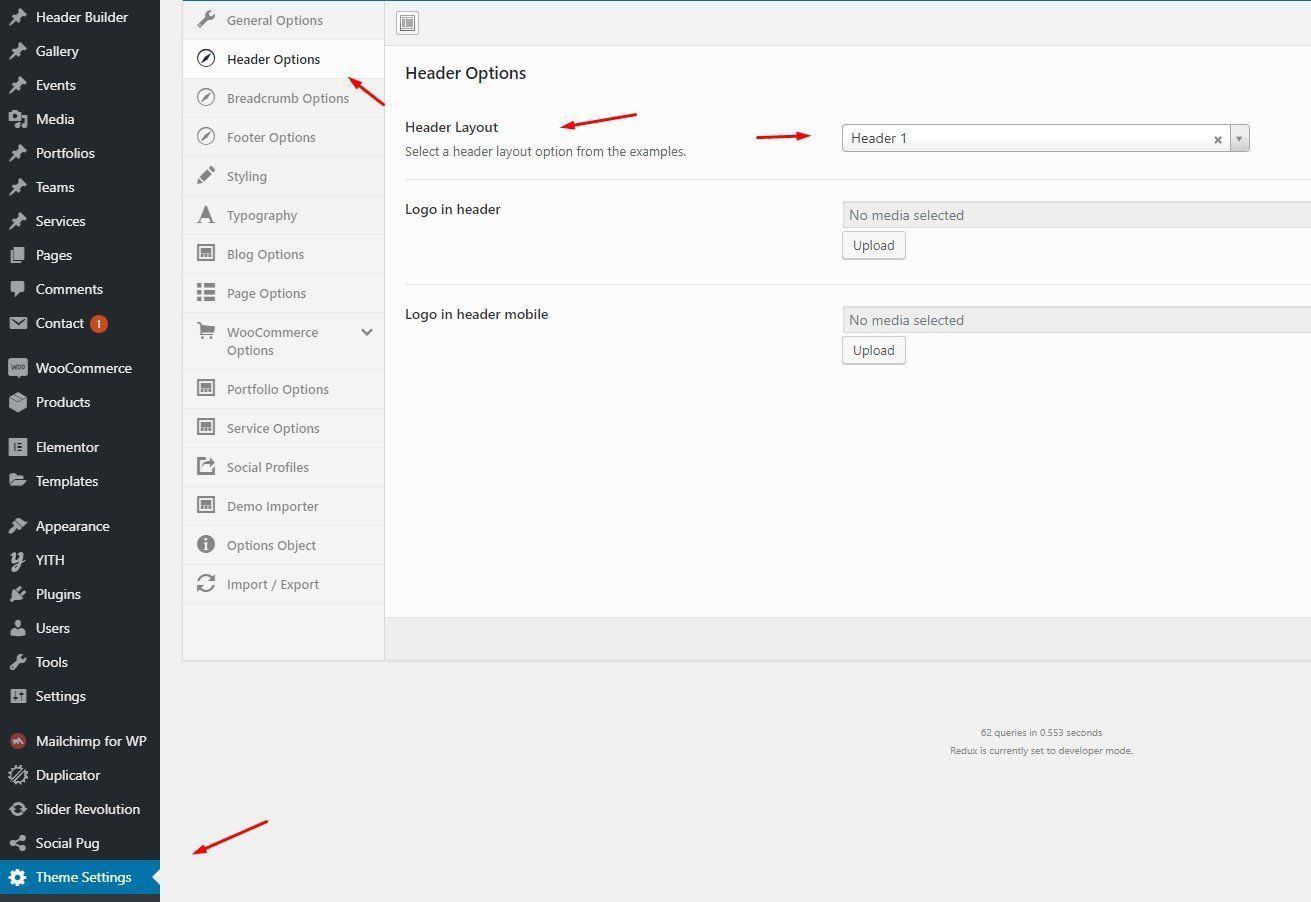 Header Builder
Gallery
Events
Media
Portfolios
Teams
Services
Pages
Comments
Contact 1
WOO WooCommerce
Products
Elementor
Templates
Appearance
YITH
Plugins
Users
Tools
Settings
Mailchimp for WP
Duplicator
Slider Revolution
Social Pug
Theme Settings
General Options
Header Options
Breadcrumb Options
Footer Options
Styling
Typography
Blog Options
Page Options
WooCommerce
Options
Portfolio Options
Service Options
Social Profiles
Demo Importer
Options Object
Import / Export
Header Options
Header Layout
Select a header layout option from the examples.
Header 1
Logo in header
No media selected
Upload
Logo in header mobile
No media selected
Upload
62 queries in 0.553 seconds
Redux is currently set to developer mode.